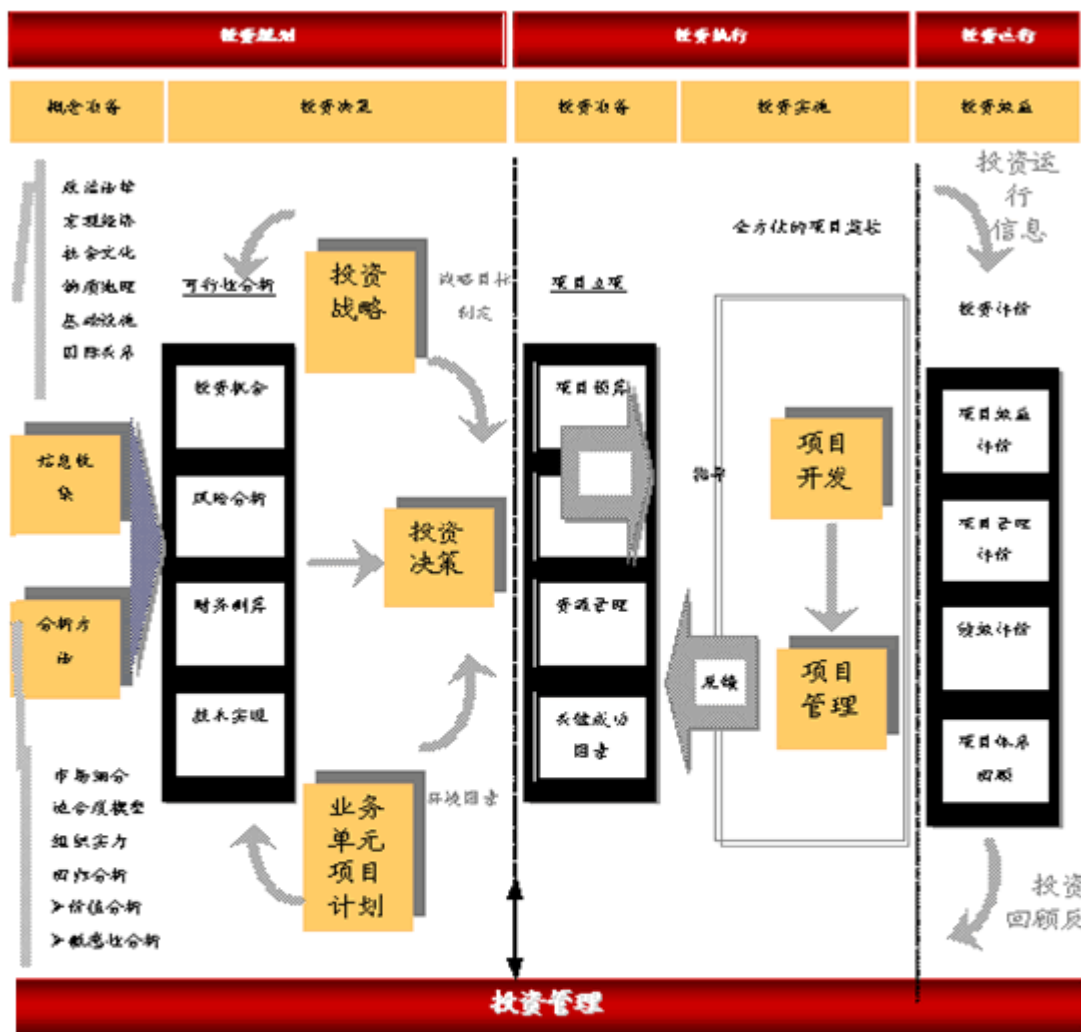 投资规划
投资执行
投资运行
概念准备
投资决策
投资准备
投资实施
投资效益
政治法律
宏观经济
社会文化
物质地理
基础设施
国际关系
信息收
集
分析方
法
市场细分
适合度模型
组织实力
回归分析
➢价值分析
➢敏感性分析
可行性分析
投资机会
风险分析
财务测算
技术实现
投资
战略
战略目标
制定
投资
决策
业务
单元
项目
计划
环境因素
项目立项
项目预算
资源管理
关键成功
因素
指导
反馈
全方位的项目监控
项目
开发
项目
管理
投资运
行
信息
投资评价
项目效益
评价
项目管理
评价
绩效评价
项目体系
回顾
投资
回顾反
投资管理